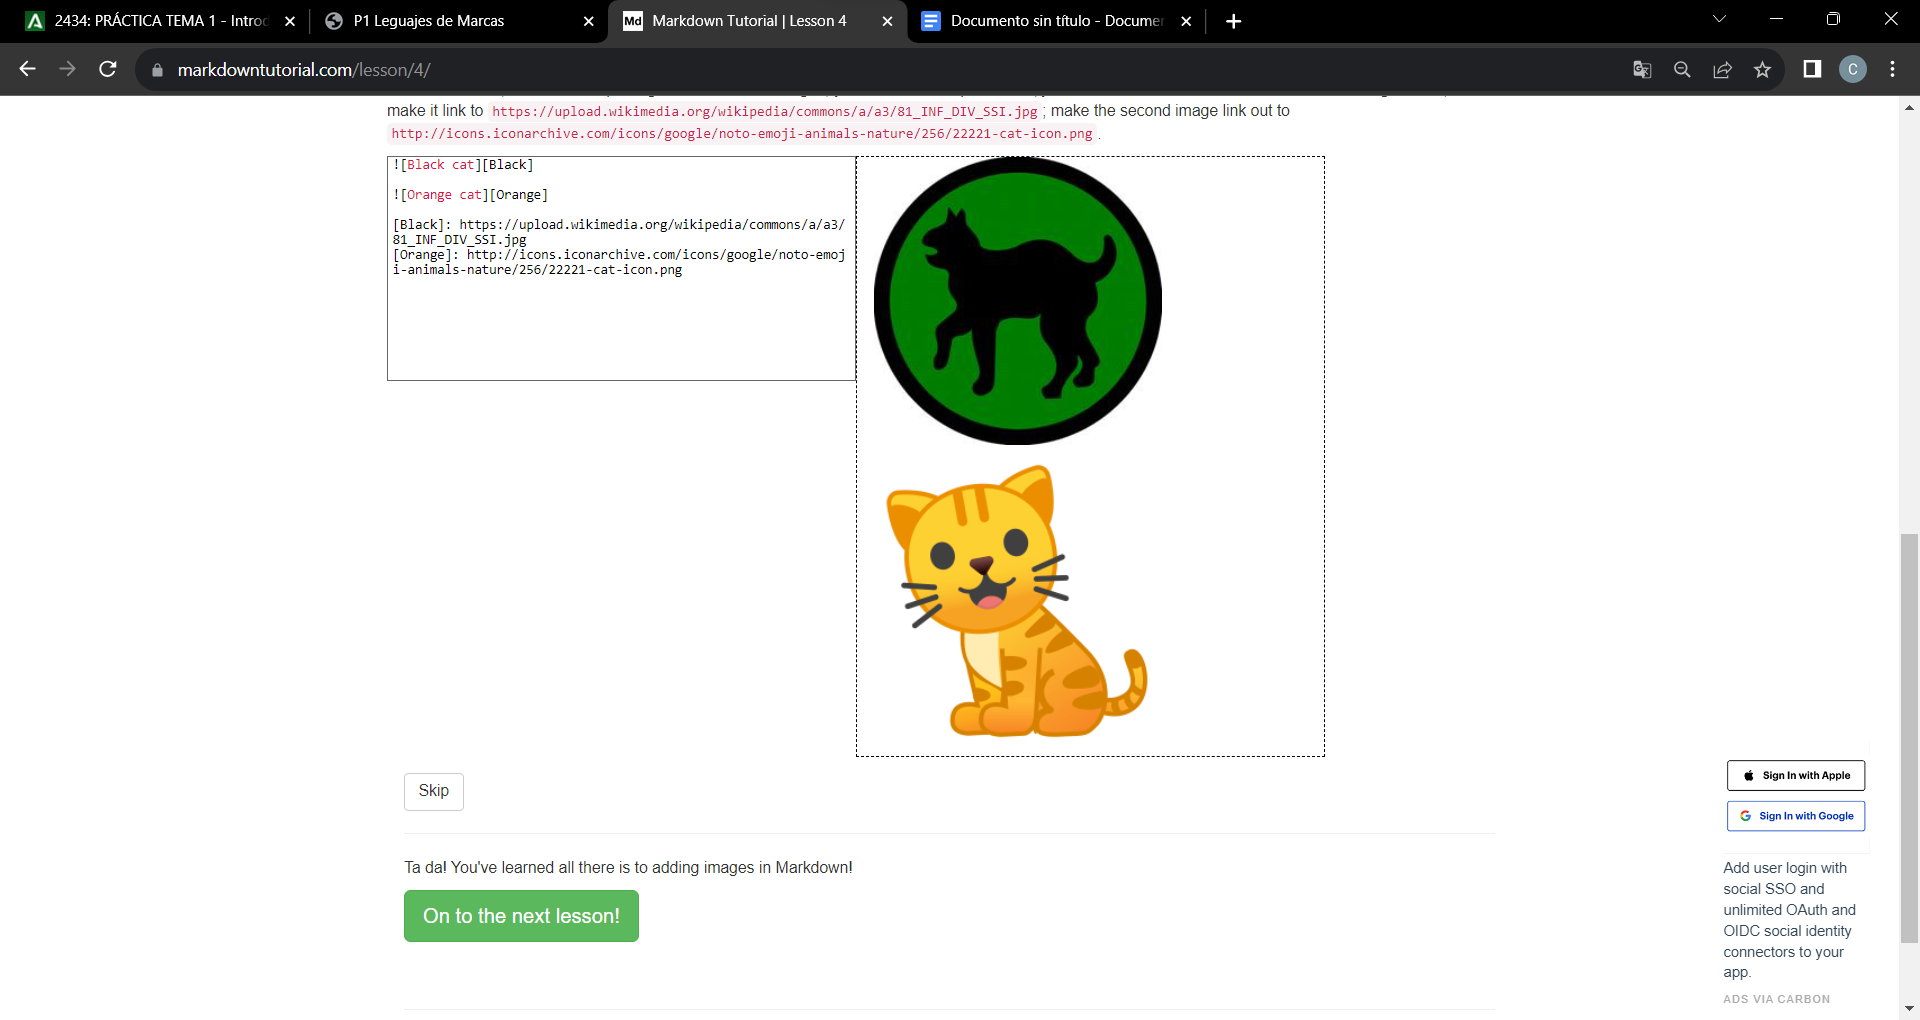 2434: PRÁCTICA TEMA 1 - Introd
P1 Leguajes de Marcas
Md
Markdown Tutorial | Lesson 4
Documento sin título - Documen
markdowntutorial.com/lesson/4/
C
make it link to https://upload.wikimedia.org/wikipedia/commons/a/a3/81_INF_DIV_SSI.jpg ; make the second image link out to
http://icons.iconarchive.com/icons/google/noto-emoji-animals-nature/256/22221-cat-icon.png .
![Black cat][Black]
![Orange cat][Orange]
[Black]: https://upload.wikimedia.org/wikipedia/commons/a/a3/
81_INF_DIV_SSI.jpg
[Orange]: http://icons.iconarchive.com/icons/google/noto-emoj
i-animals-nature/256/22221-cat-icon.png
Skip
Ta da! You've learned all there is to adding images in Markdown!
On to the next lesson!
Sign In with Apple
Sign In with Google
Add user login with
social SSO and
unlimited OAuth and
OIDC social identity
connectors to your
app.
ADS VIA CARBON